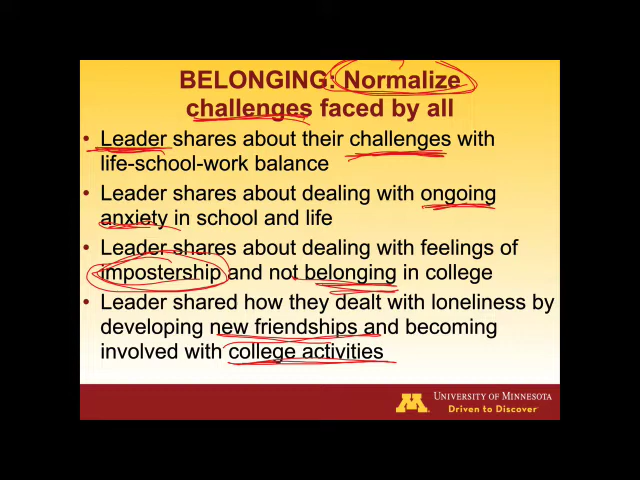 BELONGING: Normalize
challenges faced by all
• Leader shares about their challenges with
life-school-work balance
• Leader shares about dealing with ongoing
anxiety in school and life
• Leader shares about dealing with feelings of
impostership and not belonging in college
• Leader shared how they dealt with loneliness by
developing new friendships and becoming
involved with college activities
M UNIVERSITY OF MINNESOTA
Driven to Discover℠